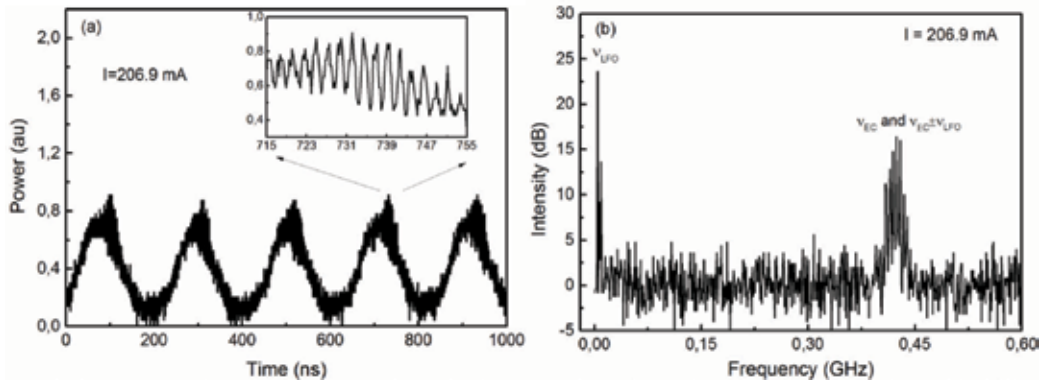 (a)
I=206.9 mA
Power (au)
2,0
1,6
1,2
0,8
0,4
0,0
0 200 400 600 800 1000
Time (ns)
1,0
0,8
0,6
0,4
715 723 725 731 739 747 755
(b)
I = 206.9 mA
νLFO
νEC and νEC±νLFO
Intensity (dB)
30
25
20
15
10
5
0
-5
0,00 0,15 0,30 0,45 0,60
Frequency (GHz)